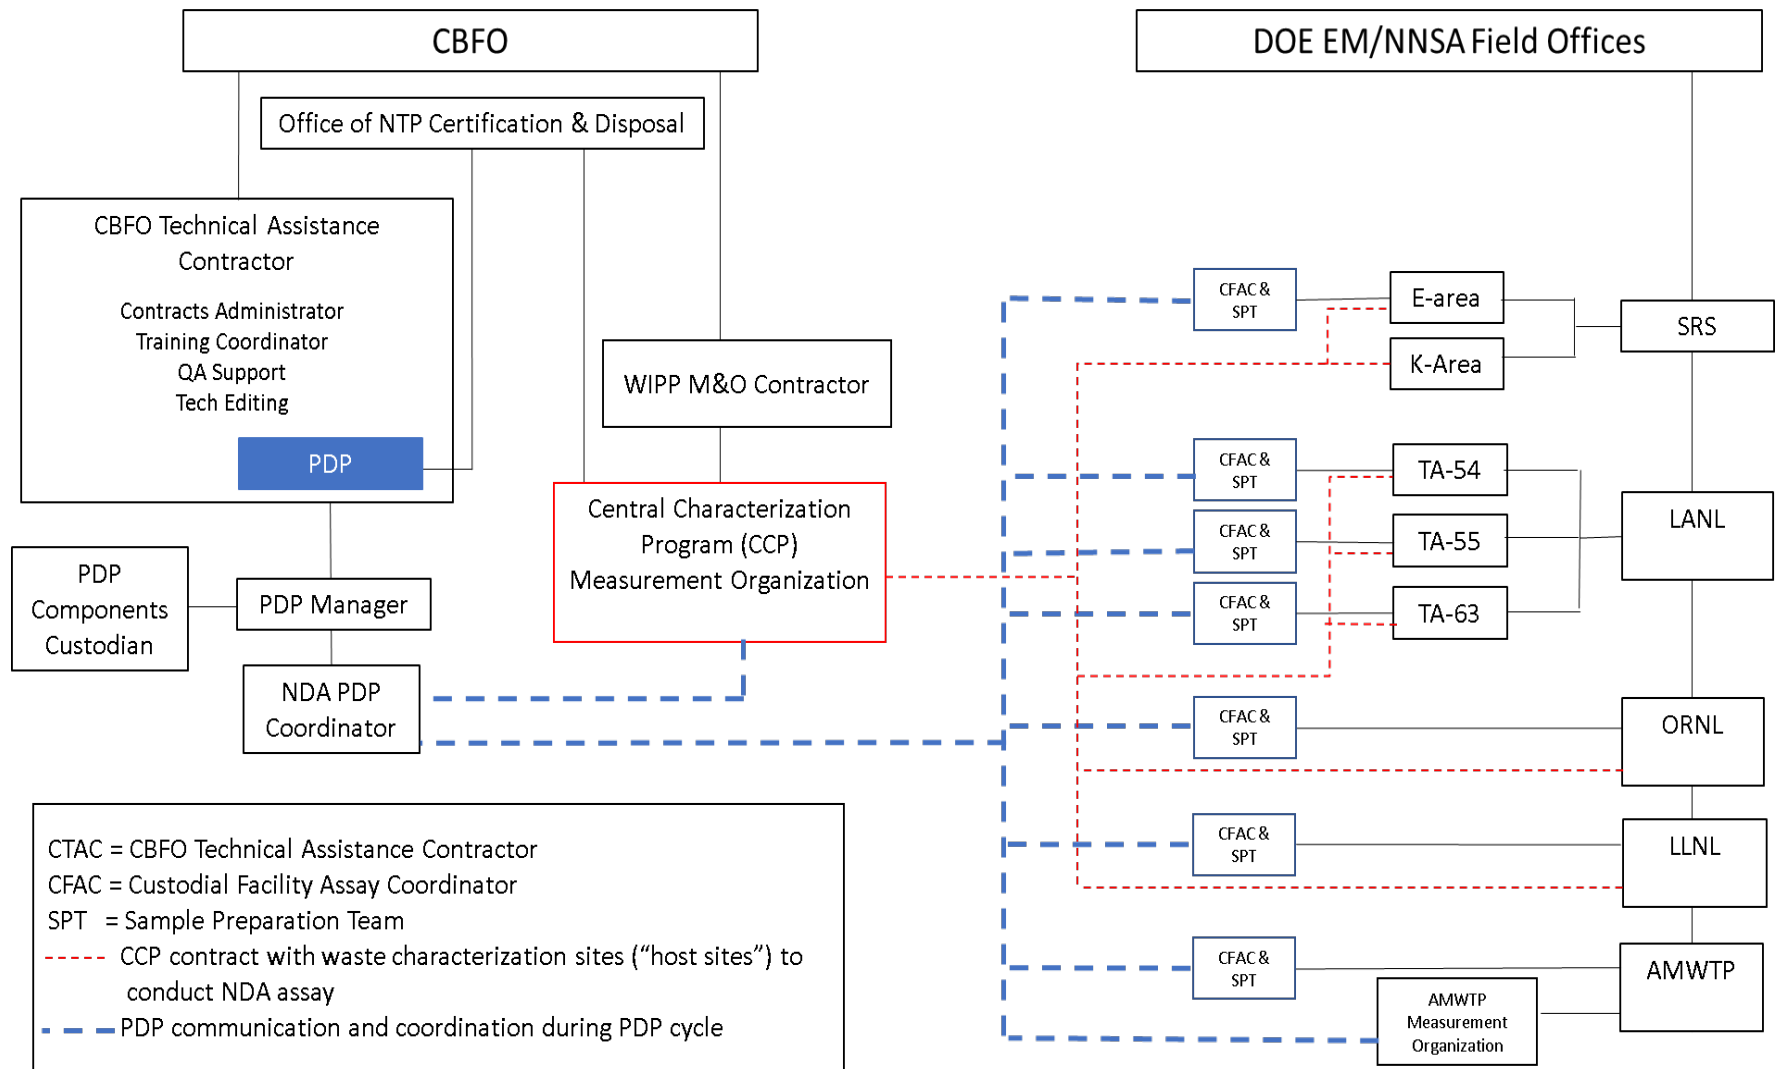 CBFO
DOE EM/NNSA Field Offices
Office of NTP Certification & Disposal
CBFO Technical Assistance
Contractor
Contracts Administrator
Training Coordinator
QA Support
Tech Editing
PDP
WIPP M&O Contractor
Central Characterization
Program (CCP)
Measurement Organization
PDP
Components
Custodian
PDP Manager
NDA PDP
Coordinator
CFAC &
SPT
E-area
K-Area
SRS
CFAC &
SPT
TA-54
CFAC &
SPT
TA-55
CFAC &
SPT
TA-63
LANL
CFAC &
SPT
ORNL
CFAC &
SPT
LLNL
CFAC &
SPT
AMWTP
AMWTP
Measurement
Organization
CTAC = CBFO Technical Assistance Contractor
CFAC = Custodial Facility Assay Coordinator
SPT = Sample Preparation Team
CCP contract with waste characterization sites (“host sites”) to
conduct NDA assay
PDP communication and coordination during PDP cycle